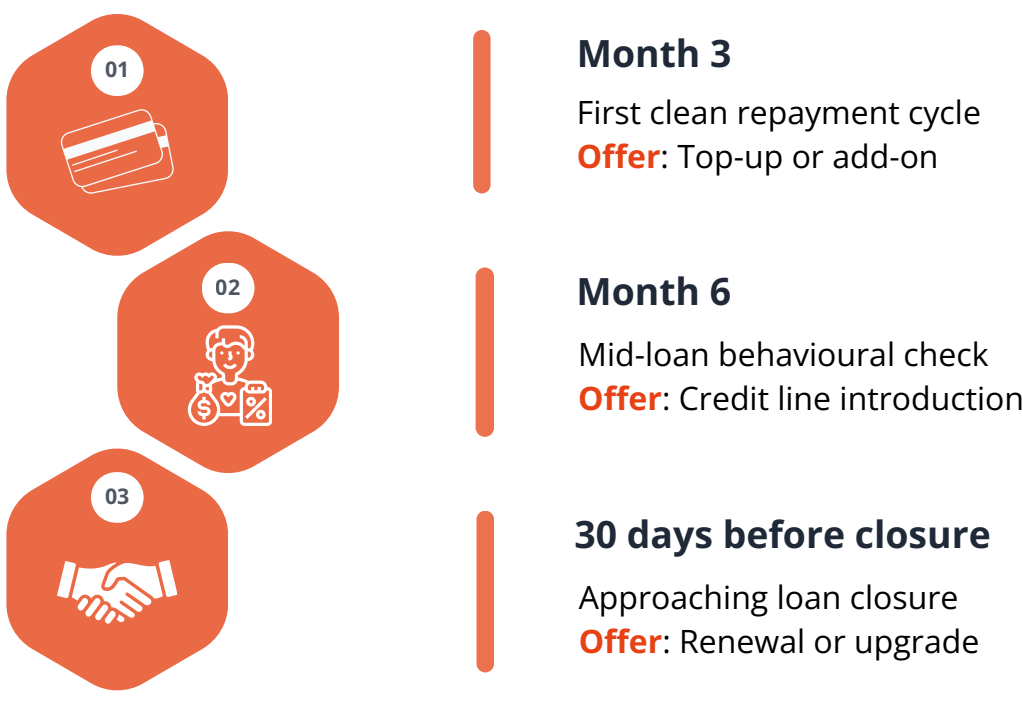 01
Month 3
First clean repayment cycle
Offer: Top-up or add-on
02
Month 6
Mid-loan behavioural check
Offer: Credit line introduction
$
%
03
30 days before closure
Approaching loan closure
Offer: Renewal or upgrade